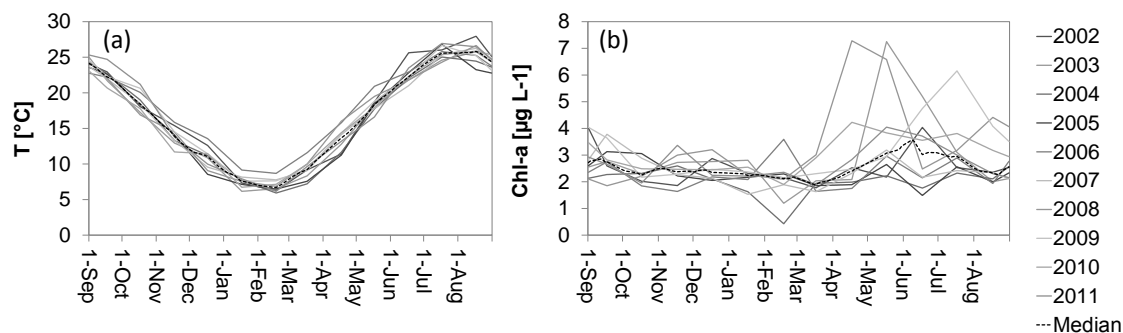 (a)
T [°C]
30
25
20
15
10
5
0
1-Sep
1-Oct
1-Nov
1-Dec
1-Jan
1-Feb
1-Mar
1-Apr
1-May
1-Jun
1-Jul
1-Aug
(b)
Chl-a [µg L-1]
8
7
6
5
4
3
2
1
0
1-Sep
1-Oct
1-Nov
1-Dec
1-Jan
1-Feb
1-Mar
1-Apr
1-May
1-Jun
1-Jul
1-Aug
2002
2003
2004
2005
2006
2007
2008
2009
2010
2011
Median